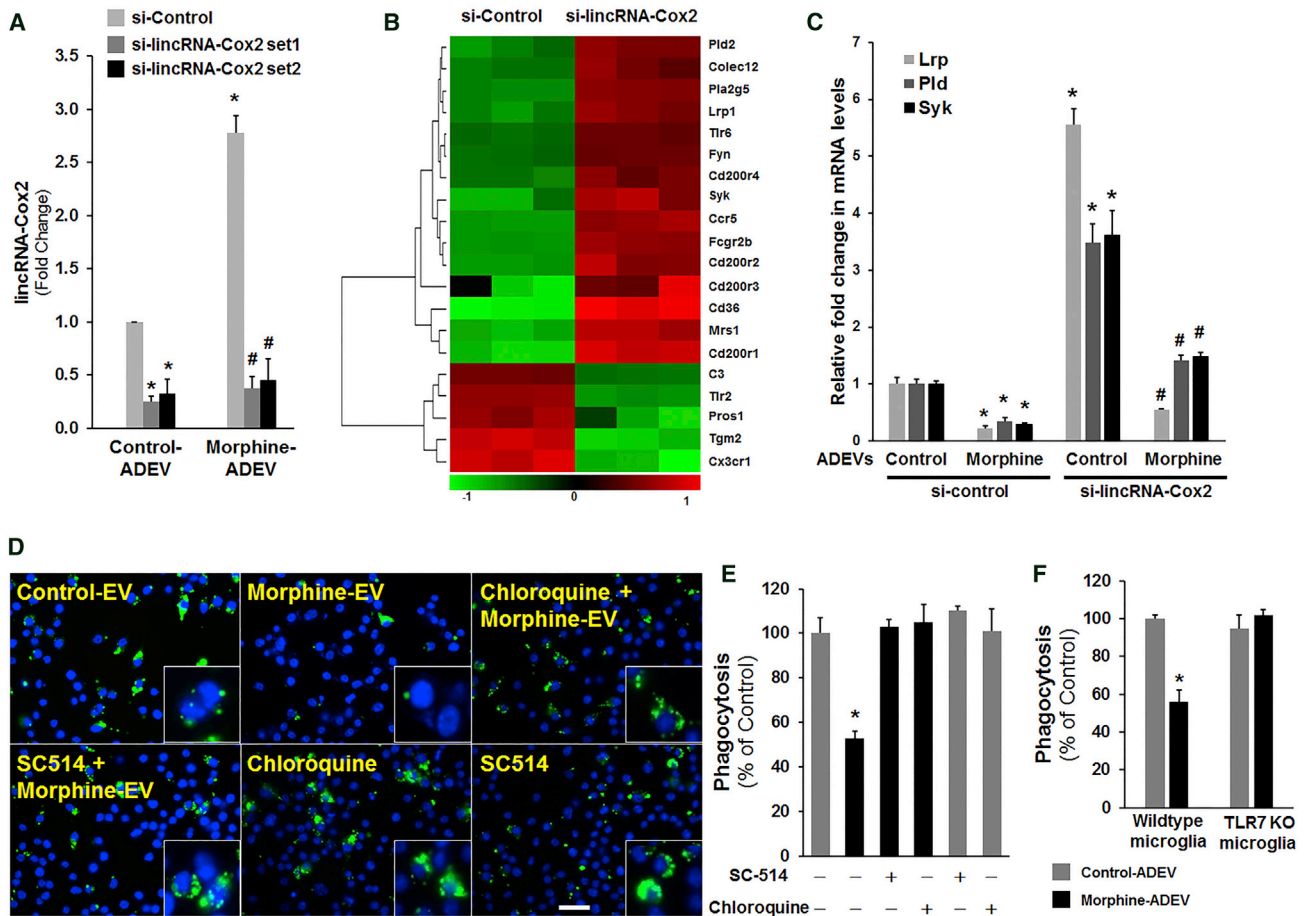 A
si-Control
si-lincRNA-Cox2 set1
si-lincRNA-Cox2 set2
3.5
3.0
2.5
2.0
1.5
1.0
0.5
0.0
lincRNA-Cox2
(Fold Change)
*
*
*
#
#
Control-
ADEV
Morphine-
ADEV
B
si-Control
si-lincRNA-Cox2
Pld2
Colec12
Pla2g5
Lrp1
Tlr6
Fyn
Cd200r4
Syk
Ccr5
Fcgr2b
Cd200r2
Cd200r3
Cd36
Mrs1
Cd200r1
C3
Tlr2
Pros1
Tgm2
Cx3cr1
-1
0
1
C
Relative fold change in mRNA levels
7
6
5
4
3
2
1
0
Lrp
Pld
Syk
*
*
*
*
*
*
#
#
#
ADEVs
Control
Morphine
Control
Morphine
si-control
si-lincRNA-Cox2
D
Control-EV
Morphine-EV
Chloroquine +
Morphine-EV
SC514 +
Morphine-EV
Chloroquine
SC514
E
Phagocytosis
(% of Control)
120
100
80
60
40
20
0
*
SC-514
– – + – + –
Chloroquine
– – – + – +
F
Phagocytosis
(% of Control)
120
100
80
60
40
20
0
*
Wildtype
microglia
TLR7 KO
microglia
Control-ADEV
Morphine-ADEV